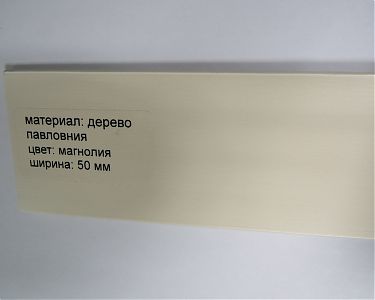 материал: дерево
павловния
цвет: магнолия
ширина: 50 мм